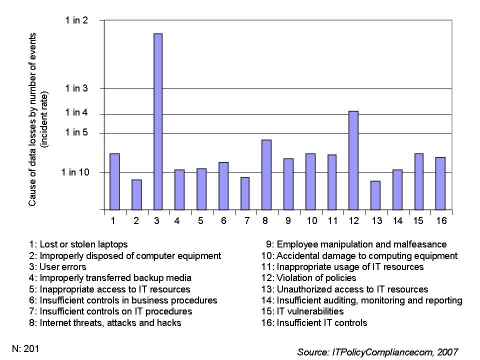 Cause of data losses by number of events
(incident rate)
1 in 2
1 in 3
1 in 4
1 in 5
1 in 10
1 2 3 4 5 6 7 8 9 10 11 12 13 14 15 16
1: Lost or stolen laptops
2: Improperly disposed of computer equipment
3: User errors
4: Improperly transferred backup media
5: Inappropriate access to IT resources
6: Insufficient controls in business procedures
7: Insufficient controls on IT procedures
8: Internet threats, attacks and hacks
9: Employee manipulation and malfeasance
10: Accidental damage to computing equipment
11: Inappropriate usage of IT resources
12: Violation of policies
13: Unauthorized access to IT resources
14: Insufficient auditing, monitoring and reporting
15: IT vulnerabilities
16: Insufficient IT controls
N: 201
Source: ITPolicyCompliancecom, 2007